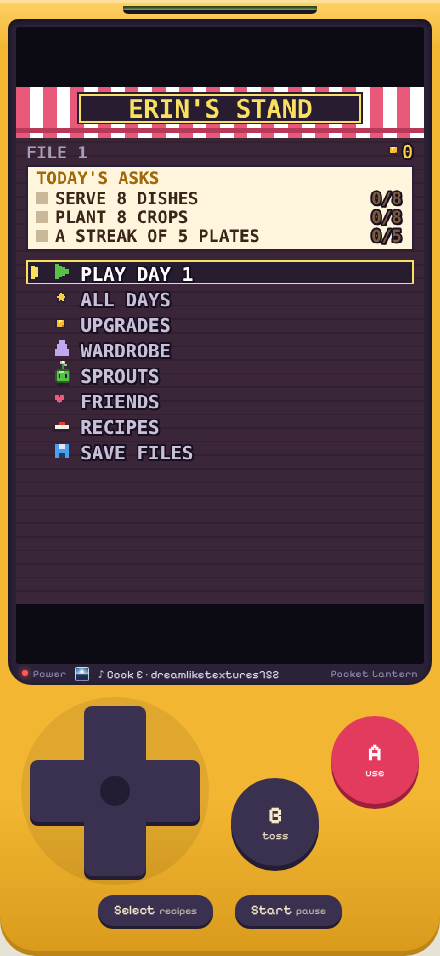 ERIN'S STAND
FILE 1 0
TODAY'S ASKS
SERVE 8 DISHES 0/8
PLANT 8 CROPS 0/8
A STREAK OF 5 PLATES 0/5
PLAY DAY 1
ALL DAYS
UPGRADES
WARDROBE
SPROUTS
FRIENDS
RECIPES
SAVE FILES
Power ♪ Cook E · dreamliketextures792 Pocket Lantern
A
use
B
toss
Select recipes Start pause